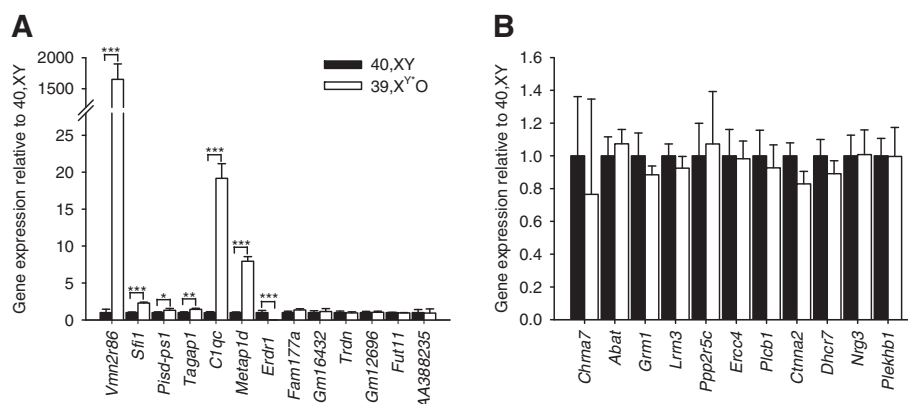 A
B
Gene expression relative to 40,XY
2000
1500
25
20
15
10
5
0
***
***
*
**
***
***
***
40,XY
39,XY*O
Vmn2r86
Sfi1
Pisd-ps1
Tagap1
C1qc
Metap1d
Erdr1
Fam177a
Gm16432
Trdn
Gm12696
Fut11
AA388235
Gene expression relative to 40,XY
1.6
1.4
1.2
1.0
0.8
0.6
0.4
0.2
0.0
Chrna7
Abat
Grm1
Lrrn3
Ppp2r5c
Ercc4
Plcb1
Ctnna2
Dhcr7
Nrg3
Plekhb1